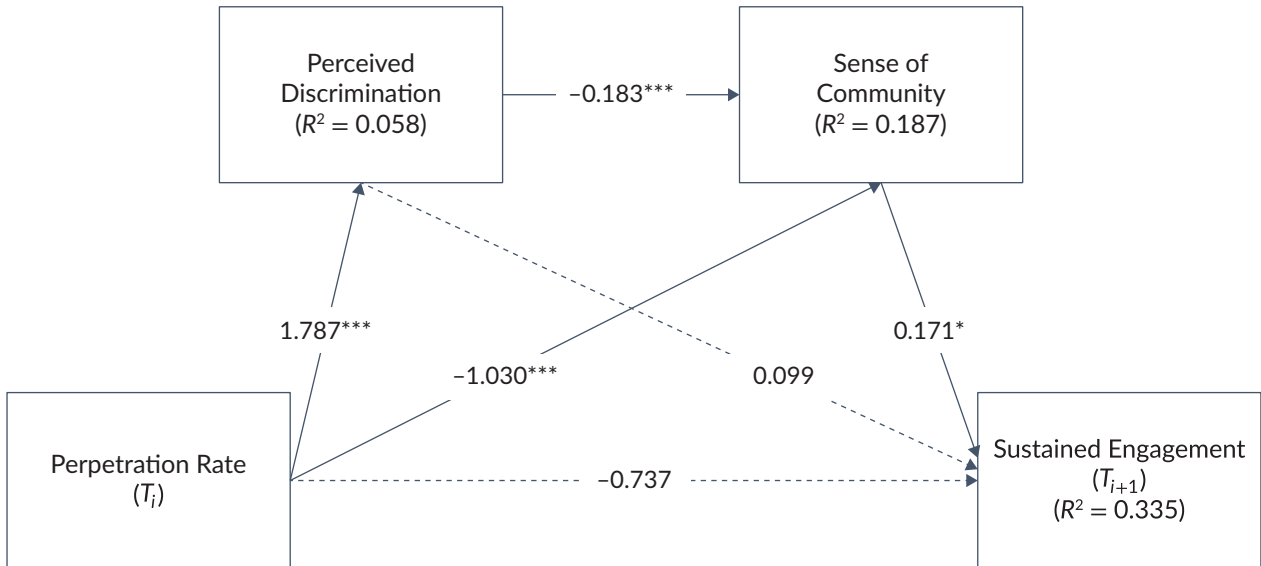 Perceived
Discrimination
(R² = 0.058)
–0.183***
Sense of
Community
(R² = 0.187)
1.787***
0.171*
–1.030***
0.099
Perpetration Rate
(Tᵢ)
–0.737
Sustained Engagement
(Tᵢ₊₁)
(R² = 0.335)